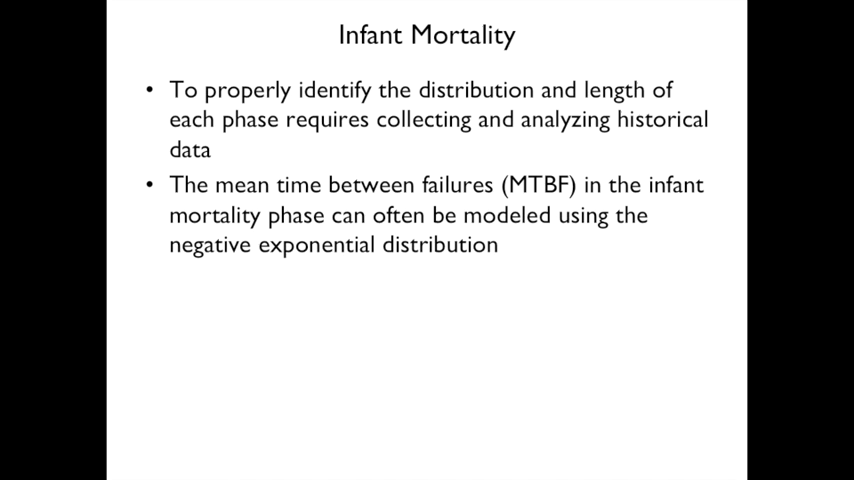 Infant Mortality
• To properly identify the distribution and length of
each phase requires collecting and analyzing historical
data
• The mean time between failures (MTBF) in the infant
mortality phase can often be modeled using the
negative exponential distribution